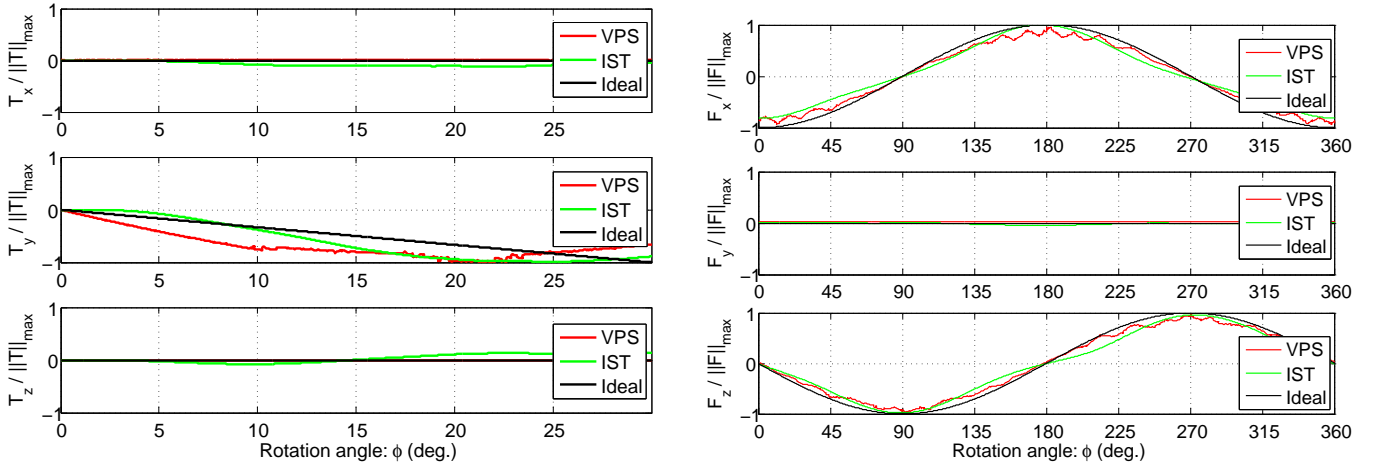 T_x / ||T||_max
1
0
−1
0 5 10 15 20 25
VPS
IST
Ideal
T_y / ||T||_max
1
0
−1
0 5 10 15 20 25
VPS
IST
Ideal
T_z / ||T||_max
1
0
−1
0 5 10 15 20 25
VPS
IST
Ideal
Rotation angle: ϕ (deg.)
F_x / ||F||_max
1
0
−1
0 45 90 135 180 225 270 315 360
VPS
IST
Ideal
F_y / ||F||_max
1
0
−1
0 45 90 135 180 225 270 315 360
VPS
IST
Ideal
F_z / ||F||_max
1
0
−1
0 45 90 135 180 225 270 315 360
VPS
IST
Ideal
Rotation angle: ϕ (deg.)